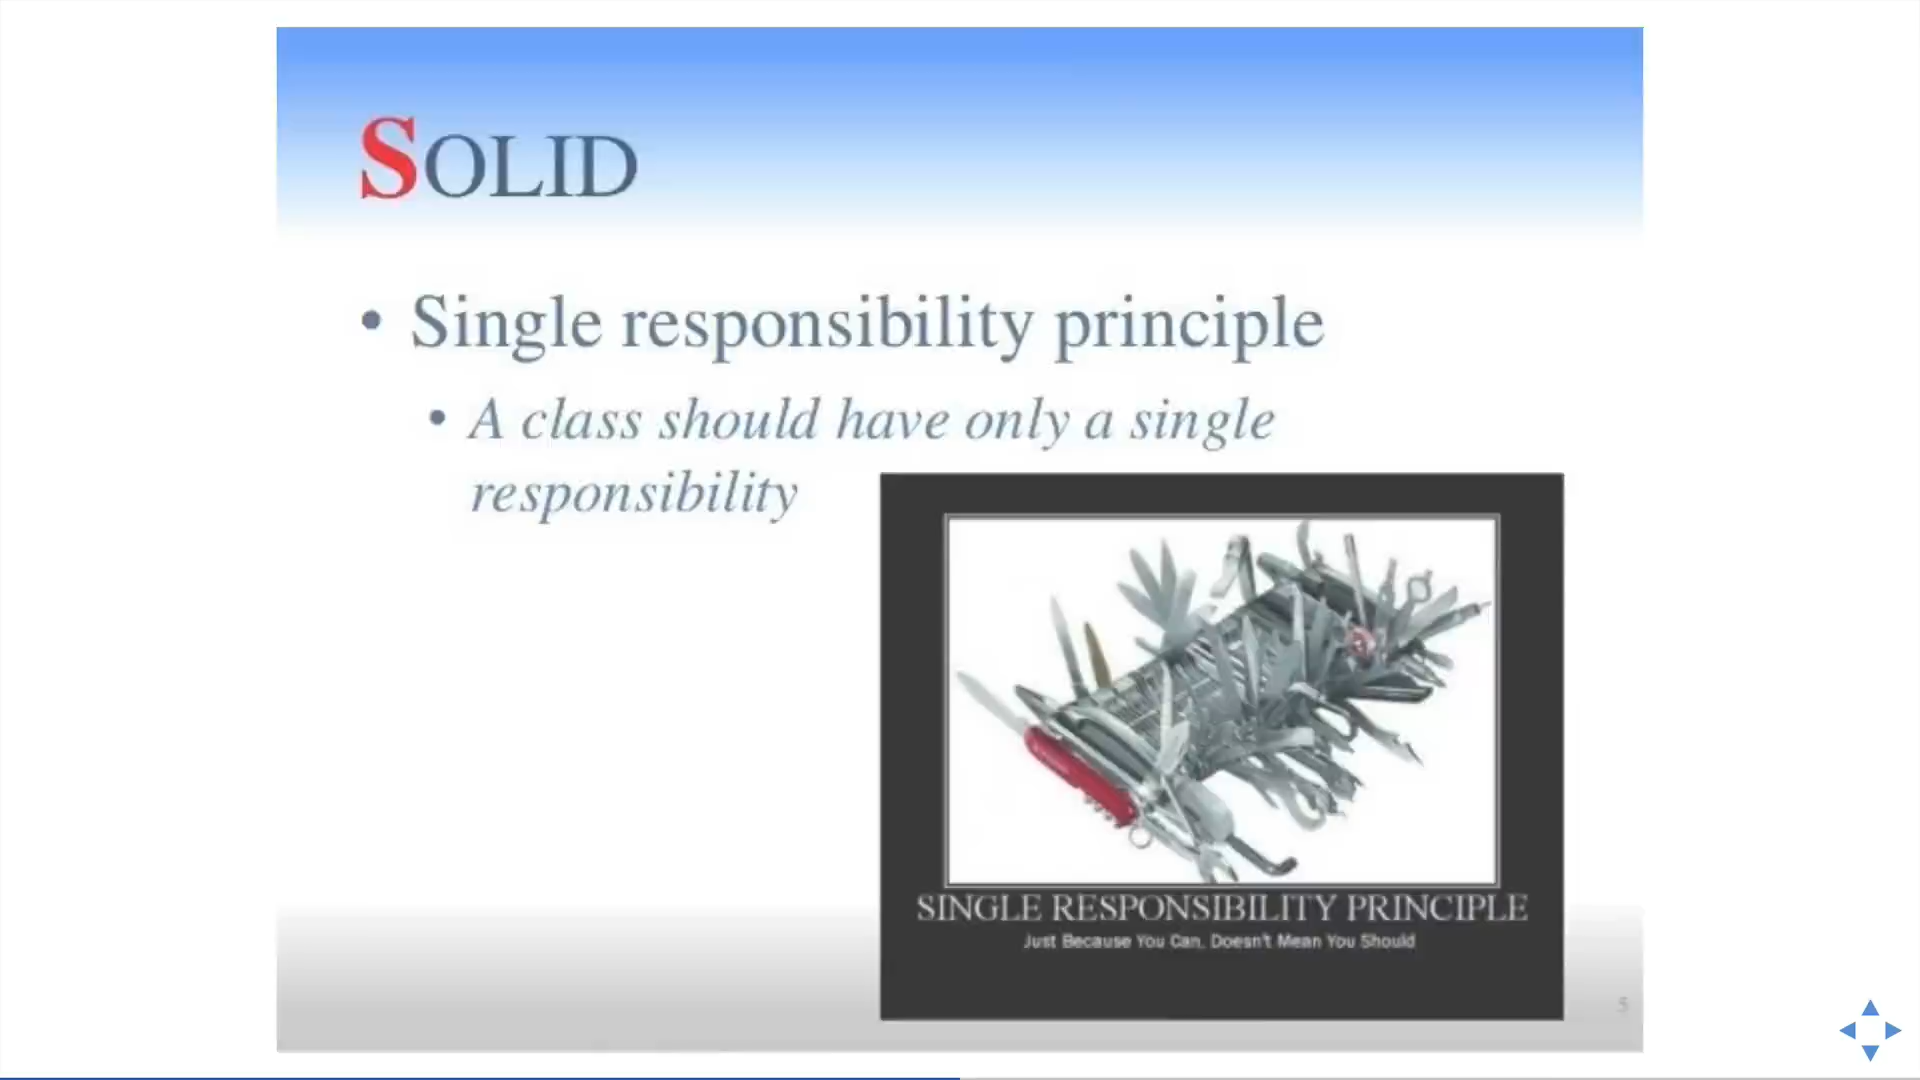 SOLID
• Single responsibility principle
• A class should have only a single
responsibility
SINGLE RESPONSIBILITY PRINCIPLE
Just Because You Can, Doesn't Mean You Should
5